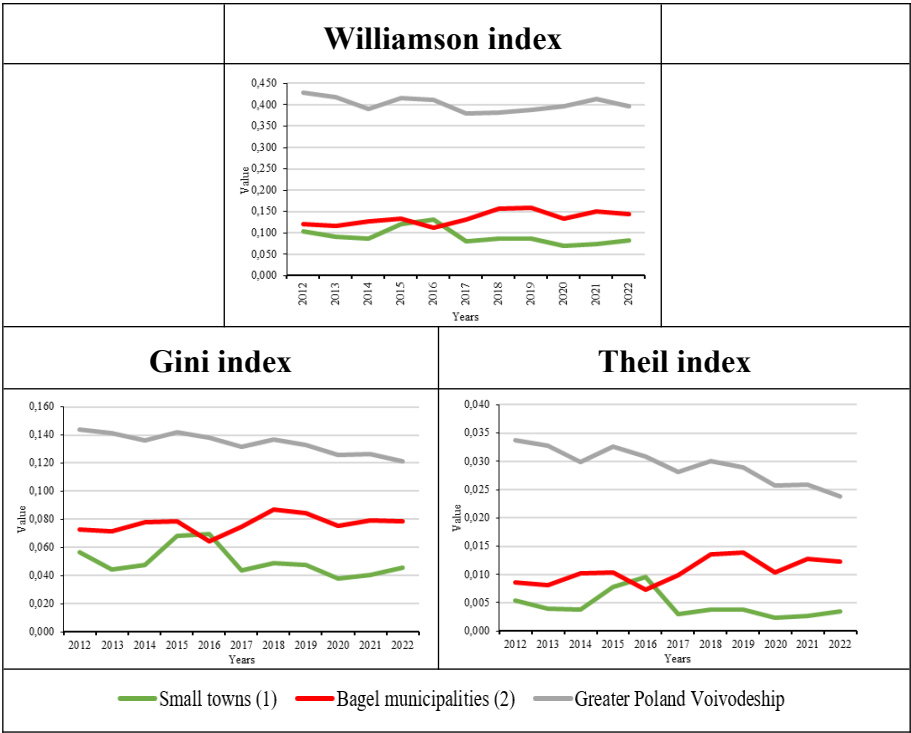 Williamson index
0,450
0,400
0,350
0,300
0,250
0,200
0,150
0,100
0,050
0,000
Value
2012 2013 2014 2015 2016 2017 2018 2019 2020 2021 2022
Years
Gini index
0,160
0,140
0,120
0,100
0,080
0,060
0,040
0,020
0,000
Value
2012 2013 2014 2015 2016 2017 2018 2019 2020 2021 2022
Years
Theil index
0,040
0,035
0,030
0,025
0,020
0,015
0,010
0,005
0,000
Value
2012 2013 2014 2015 2016 2017 2018 2019 2020 2021 2022
Years
Small towns (1) Bagel municipalities (2) Greater Poland Voivodeship